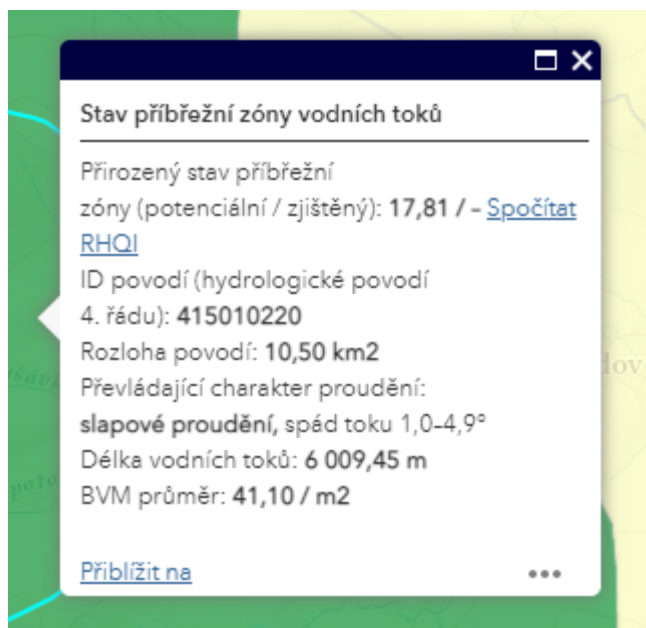 Stav příbřežní zóny vodních toků
Přirozený stav příbřežní
zóny (potenciální / zjištěný): 17,81 / – Spočítat
RHQI
ID povodí (hydrologické povodí
4. řádu): 415010220
Rozloha povodí: 10,50 km2
Převládající charakter proudění:
slapové proudění, spád toku 1,0-4,9°
Délka vodních toků: 6 009,45 m
BVM průměr: 41,10 / m2
Přiblížit na